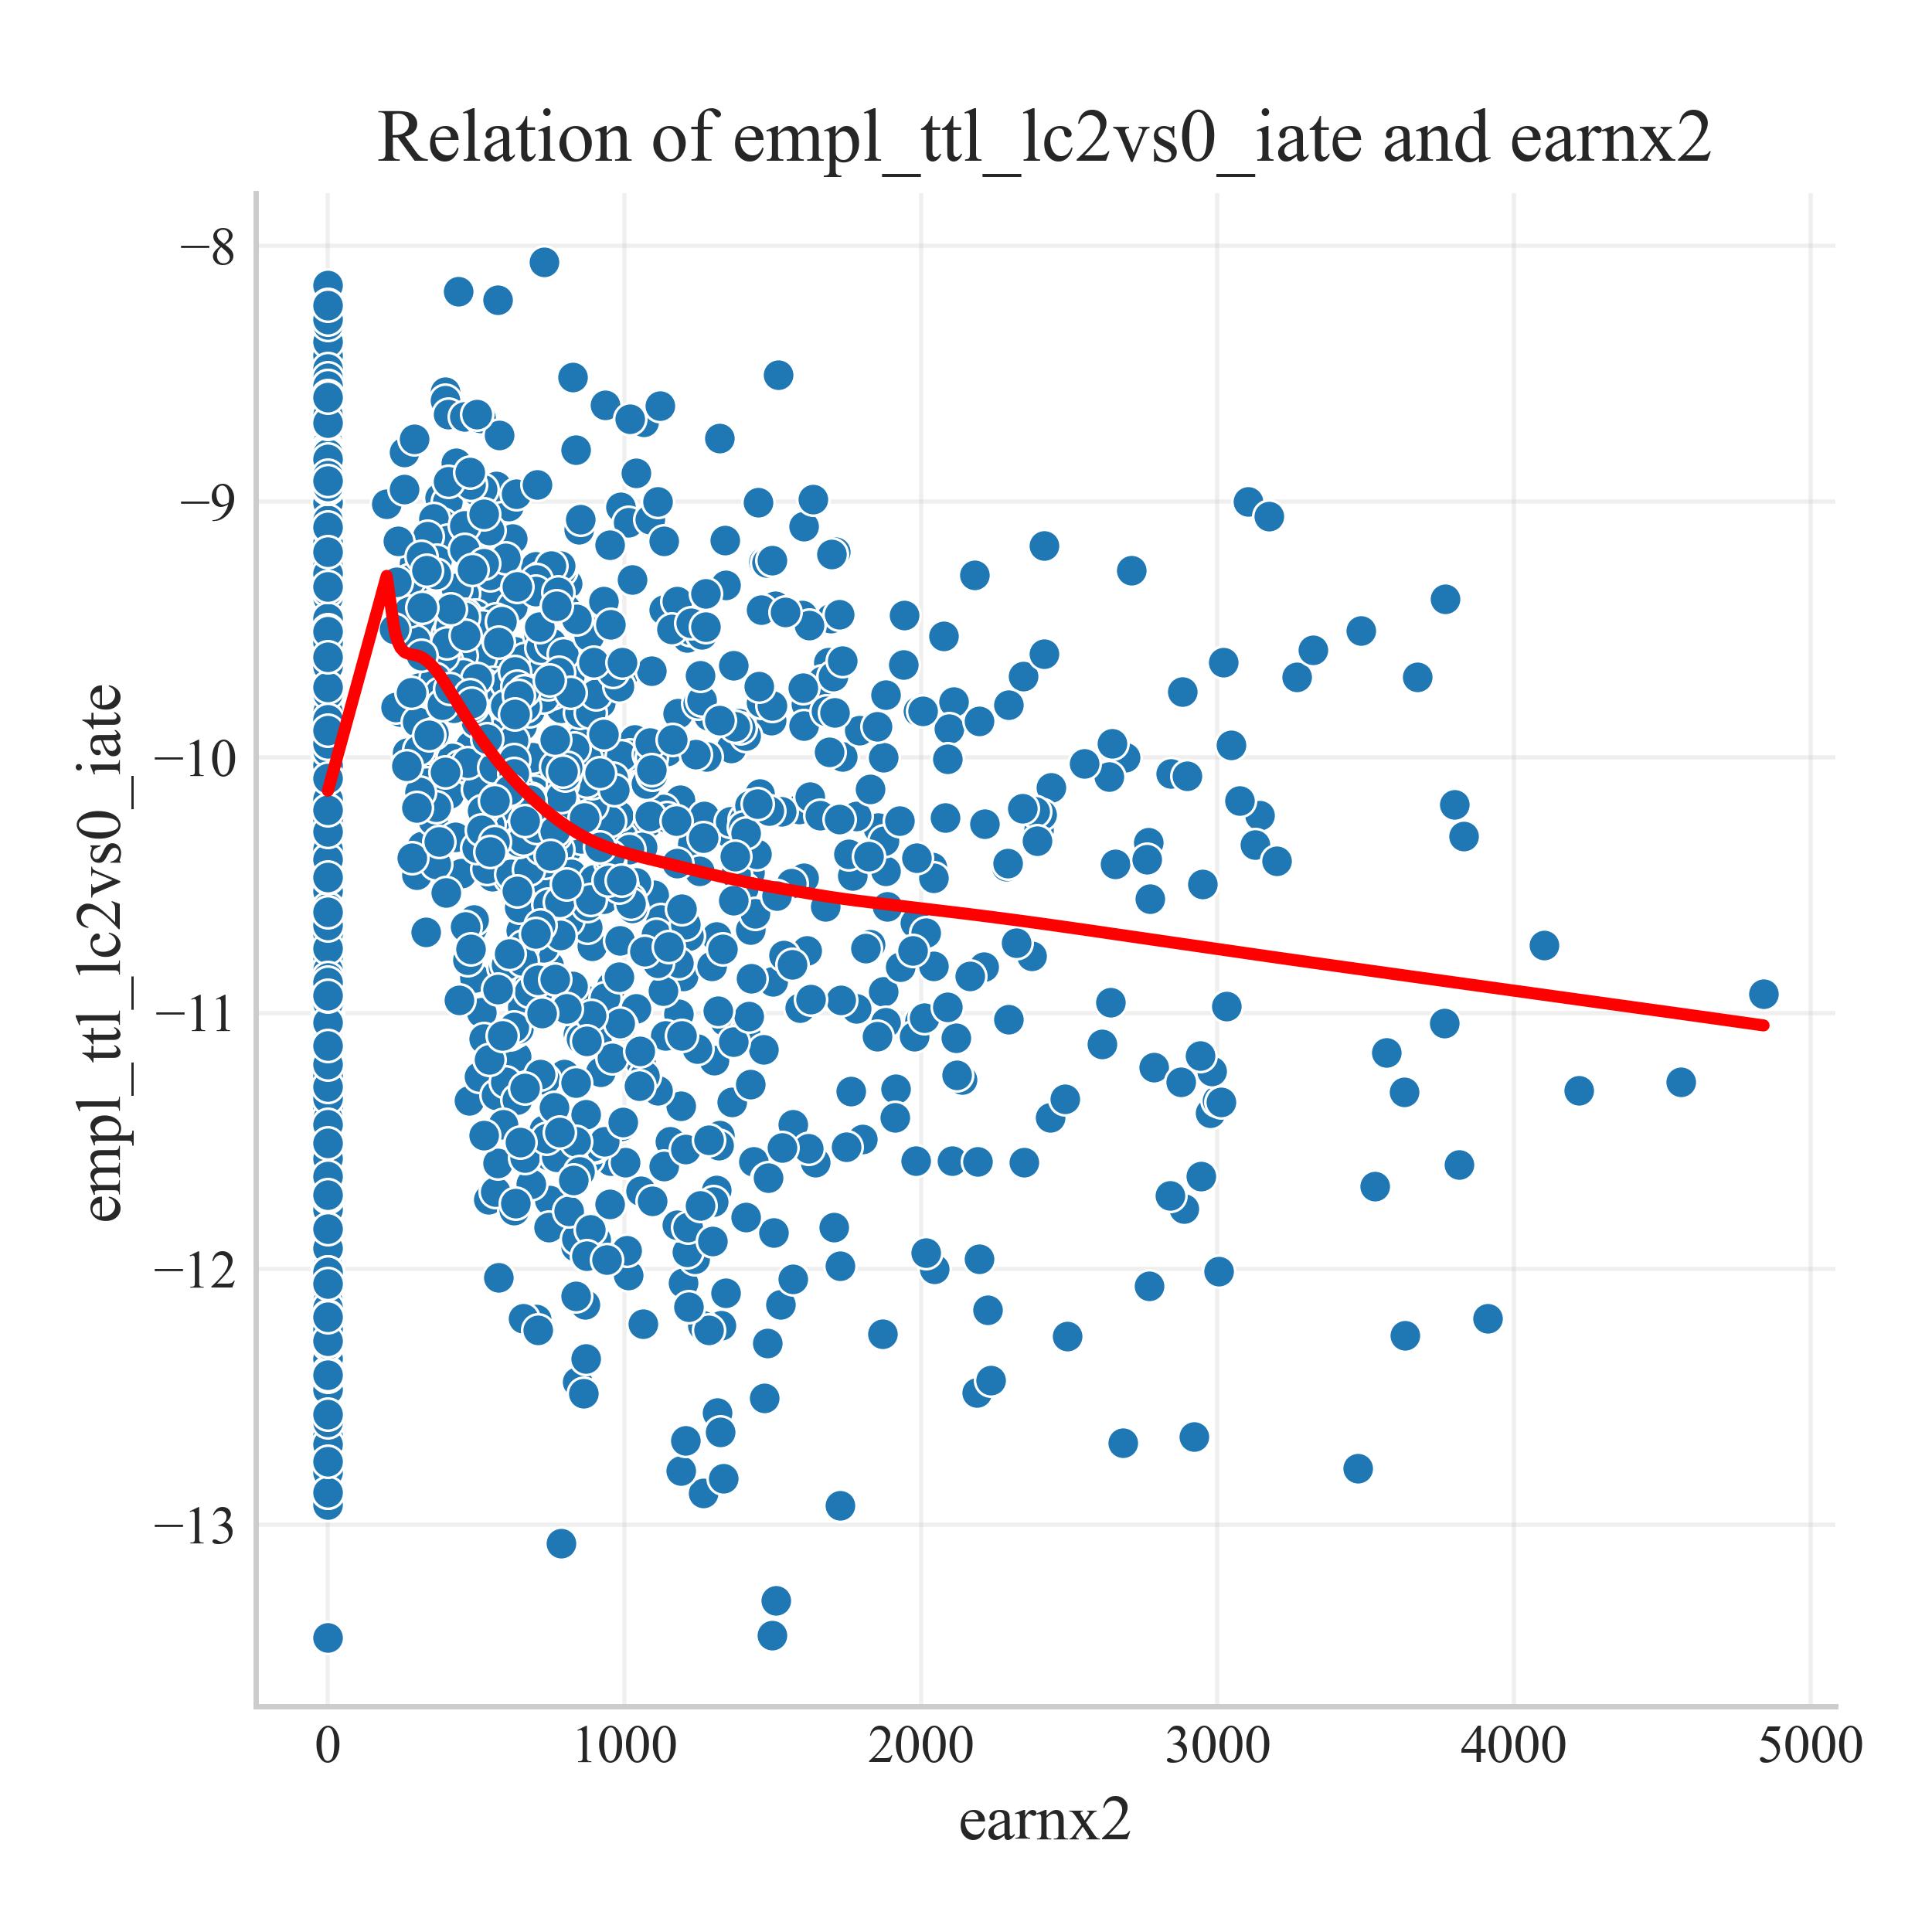 Relation of empl_ttl_lc2vs0_iate and earnx2
empl_ttl_lc2vs0_iate
−8
−9
−10
−11
−12
−13
0 1000 2000 3000 4000 5000
earnx2